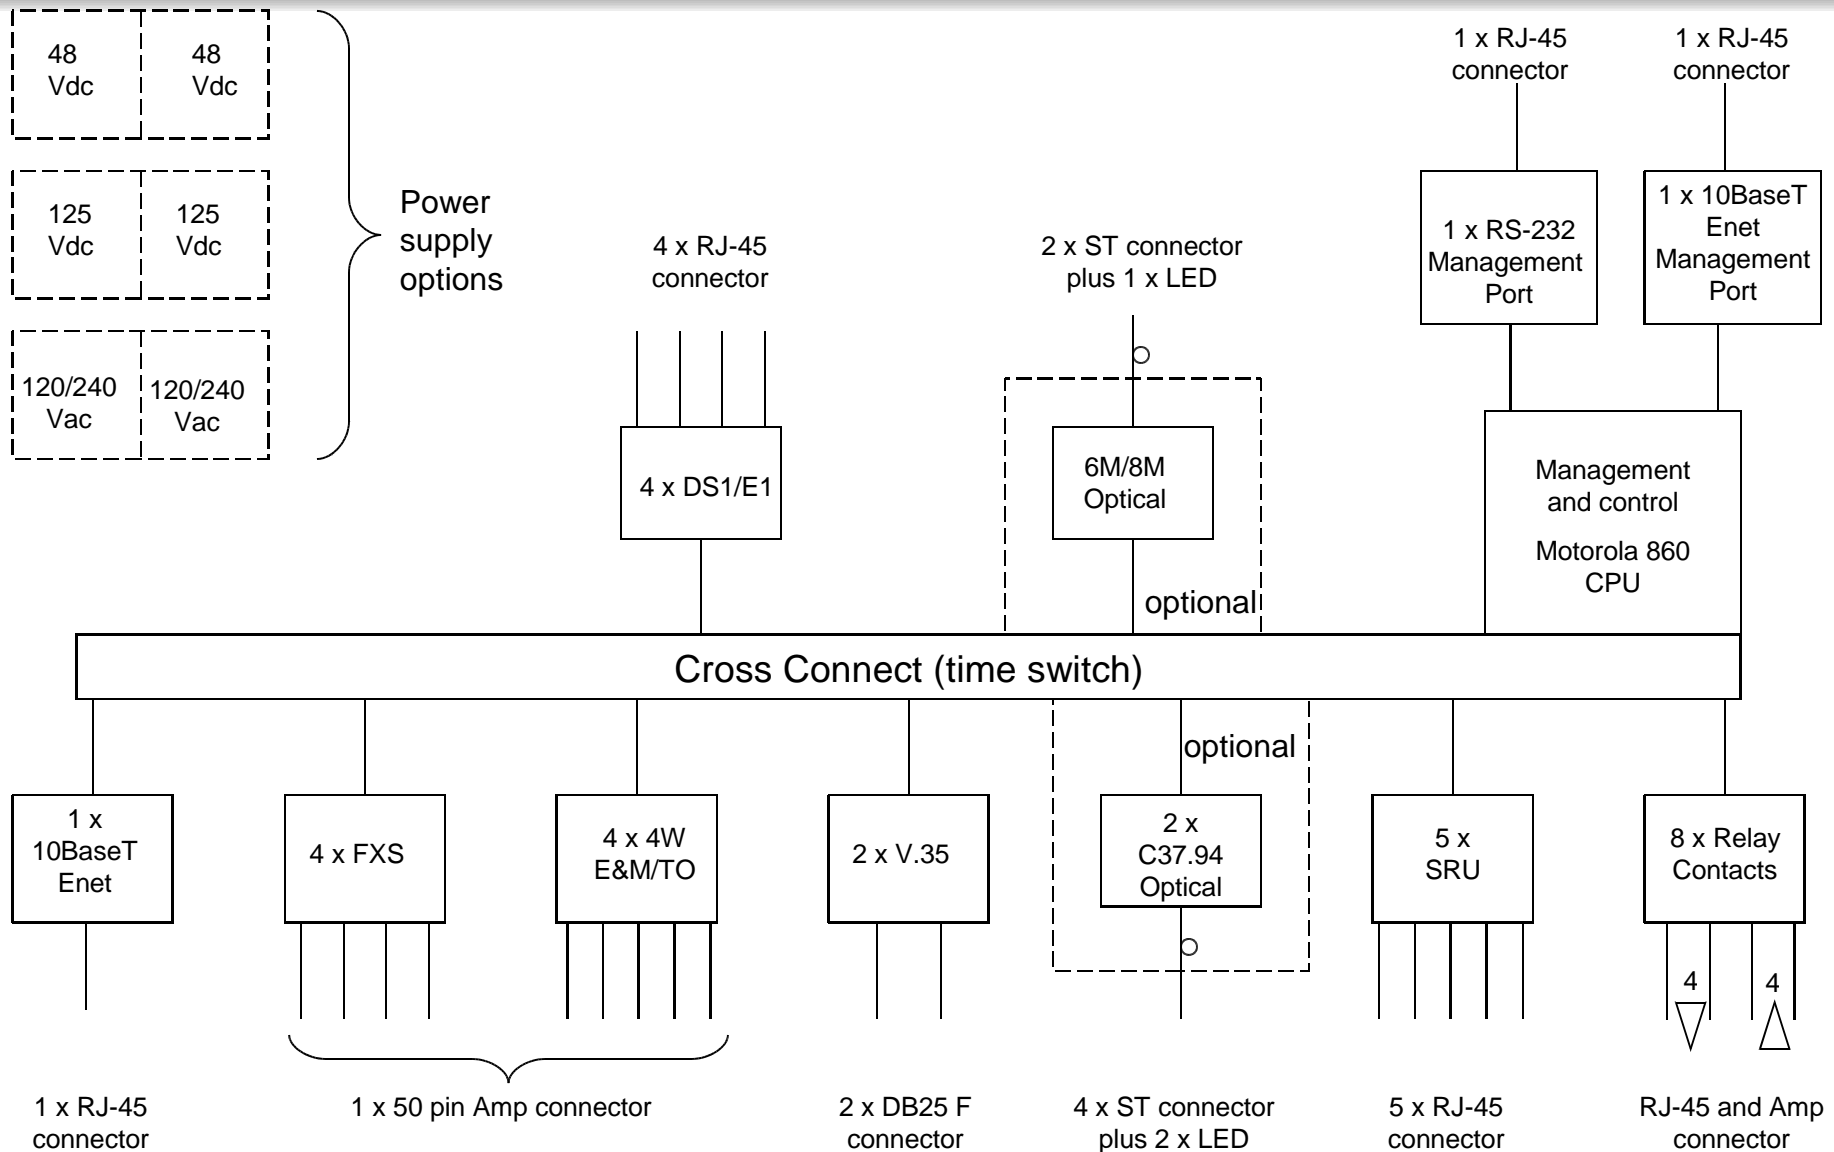 48
Vdc
48
Vdc
125
Vdc
125
Vdc
120/240
Vac
120/240
Vac
Power
supply
options
4 x RJ-45
connector
2 x ST connector
plus 1 x LED
1 x RJ-45
connector
1 x RJ-45
connector
1 x RS-232
Management
Port
1 x 10BaseT
Enet
Management
Port
4 x DS1/E1
6M/8M
Optical
optional
Management
and control
Motorola 860
CPU
Cross Connect (time switch)
optional
1 x
10BaseT
Enet
4 x FXS
4 x 4W
E&M/TO
2 x V.35
2 x
C37.94
Optical
5 x
SRU
8 x Relay
Contacts
4
4
1 x RJ-45
connector
1 x 50 pin Amp connector
2 x DB25 F
connector
4 x ST connector
plus 2 x LED
5 x RJ-45
connector
RJ-45 and Amp
connector